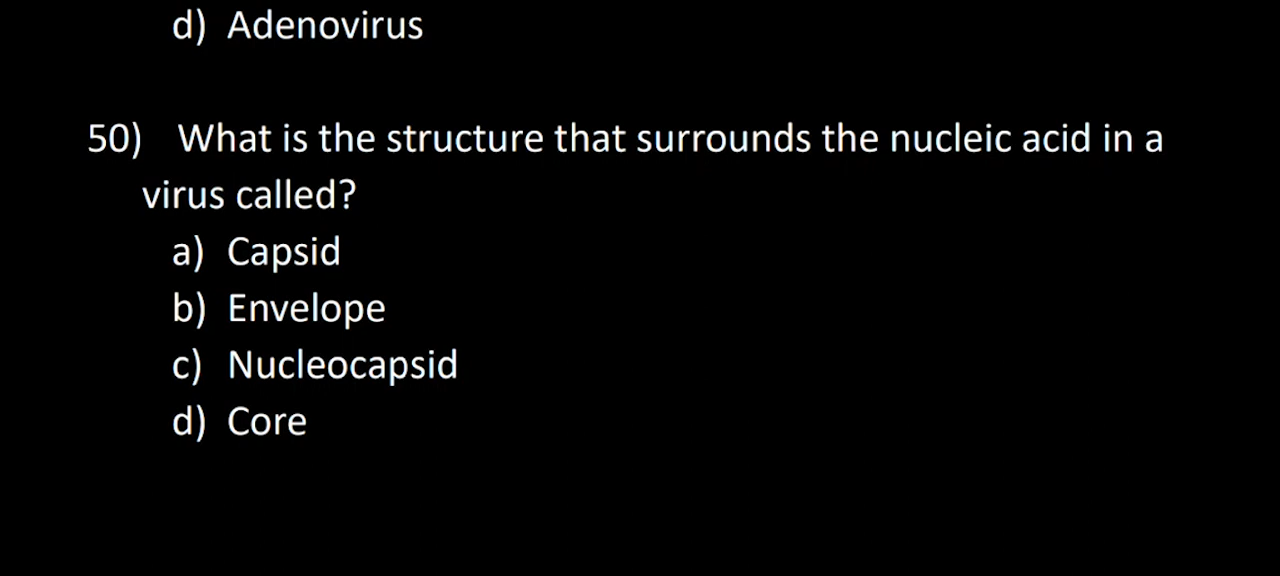 d) Adenovirus
50) What is the structure that surrounds the nucleic acid in a
virus called?
a) Capsid
b) Envelope
c) Nucleocapsid
d) Core